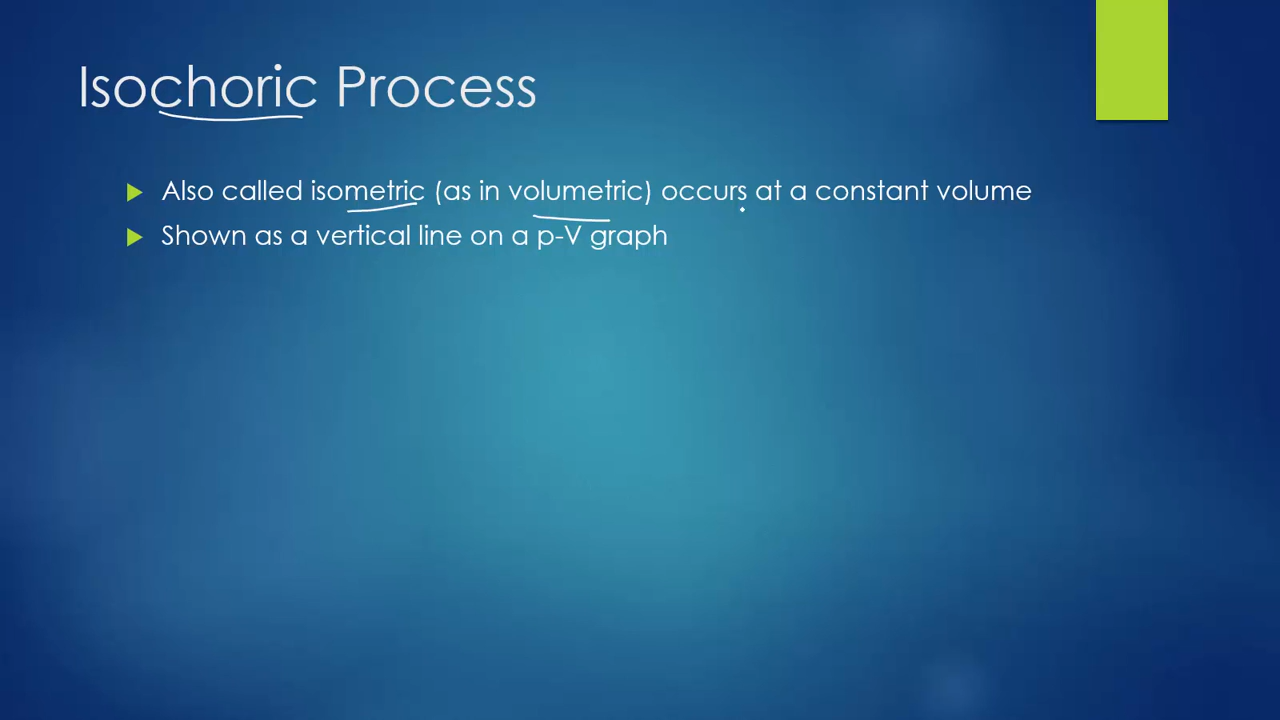 Isochoric Process
Also called isometric (as in volumetric) occurs at a constant volume
Shown as a vertical line on a p-V graph